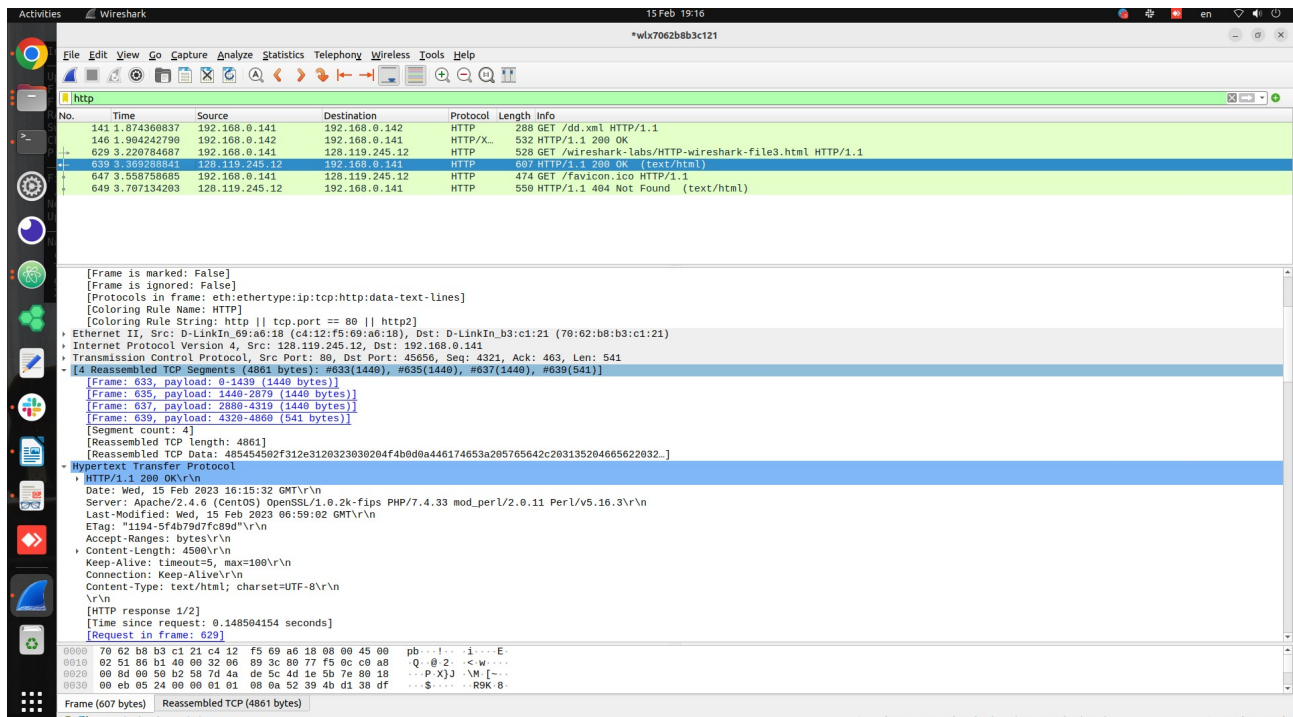 Activities Wireshark 15 Feb 19:16 en
*wlx7062b8b3c121
File Edit View Go Capture Analyze Statistics Telephony Wireless Tools Help
http
No. Time Source Destination Protocol Length Info
141 1.874360837 192.168.0.141 192.168.0.142 HTTP 288 GET /dd.xml HTTP/1.1
146 1.904242790 192.168.0.142 192.168.0.141 HTTP/X… 532 HTTP/1.1 200 OK
629 3.220784687 192.168.0.141 128.119.245.12 HTTP 528 GET /wireshark-labs/HTTP-wireshark-file3.html HTTP/1.1
639 3.369288841 128.119.245.12 192.168.0.141 HTTP 607 HTTP/1.1 200 OK (text/html)
647 3.558758685 192.168.0.141 128.119.245.12 HTTP 474 GET /favicon.ico HTTP/1.1
649 3.707134203 128.119.245.12 192.168.0.141 HTTP 550 HTTP/1.1 404 Not Found (text/html)
[Frame is marked: False]
[Frame is ignored: False]
[Protocols in frame: eth:ethertype:ip:tcp:http:data-text-lines]
[Coloring Rule Name: HTTP]
[Coloring Rule String: http || tcp.port == 80 || http2]
Ethernet II, Src: D-LinkIn_69:a6:18 (c4:12:f5:69:a6:18), Dst: D-LinkIn_b3:c1:21 (70:62:b8:b3:c1:21)
Internet Protocol Version 4, Src: 128.119.245.12, Dst: 192.168.0.141
Transmission Control Protocol, Src Port: 80, Dst Port: 45656, Seq: 4321, Ack: 463, Len: 541
[4 Reassembled TCP Segments (4861 bytes): #633(1440), #635(1440), #637(1440), #639(541)]
[Frame: 633, payload: 0-1439 (1440 bytes)]
[Frame: 635, payload: 1440-2879 (1440 bytes)]
[Frame: 637, payload: 2880-4319 (1440 bytes)]
[Frame: 639, payload: 4320-4860 (541 bytes)]
[Segment count: 4]
[Reassembled TCP length: 4861]
[Reassembled TCP Data: 485454502f312e3120323030204f4b0d0a446174653a205765642c203135204665622032…]
Hypertext Transfer Protocol
HTTP/1.1 200 OK\r\n
Date: Wed, 15 Feb 2023 16:15:32 GMT\r\n
Server: Apache/2.4.6 (CentOS) OpenSSL/1.0.2k-fips PHP/7.4.33 mod_perl/2.0.11 Perl/v5.16.3\r\n
Last-Modified: Wed, 15 Feb 2023 06:59:02 GMT\r\n
ETag: "1194-5f4b79d7fc89d"\r\n
Accept-Ranges: bytes\r\n
Content-Length: 4500\r\n
Keep-Alive: timeout=5, max=100\r\n
Connection: Keep-Alive\r\n
Content-Type: text/html; charset=UTF-8\r\n
\r\n
[HTTP response 1/2]
[Time since request: 0.148504154 seconds]
[Request in frame: 629]
0000 70 62 b8 b3 c1 21 c4 12 f5 69 a6 18 08 00 45 00 pb···!·· ·i····E·
0010 02 51 86 b1 40 00 32 06 89 3c 80 77 f5 0c c0 a8 ·Q··@·2· ·<·w····
0020 00 8d 00 50 b2 58 7d 4a de 5c 4d 1e 5b 7e 80 18 ···P·X}J ·\M·[~··
0030 00 eb 05 24 00 00 01 01 08 0a 52 39 4b d1 38 df ···$···· ··R9K·8·
Frame (607 bytes) Reassembled TCP (4861 bytes)